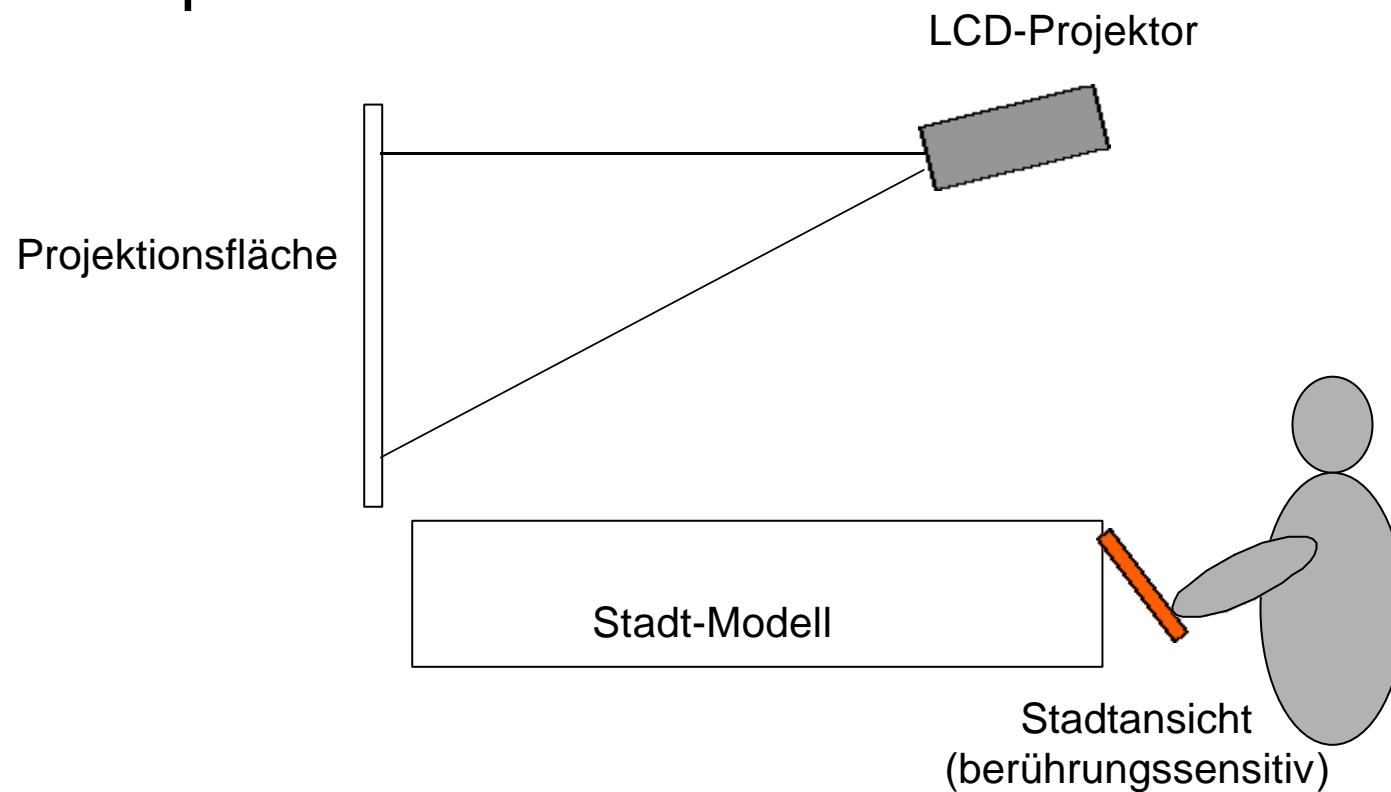 LCD-Projektor
Projektionsfläche
Stadt-Modell
Stadtansicht
(berührungssensitiv)